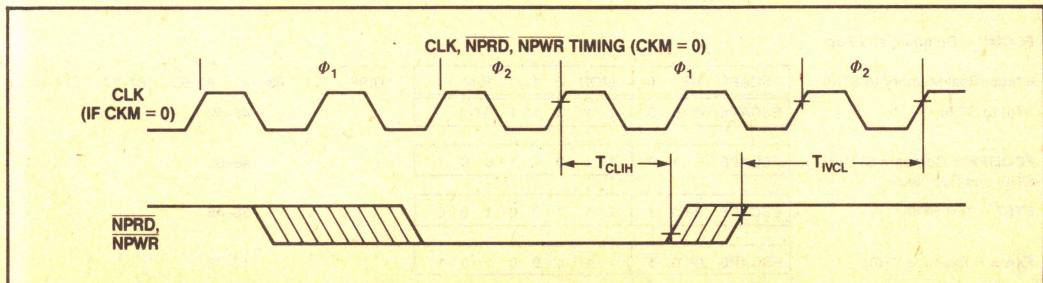 CLK, NPRD, NPWR TIMING (CKM = 0)
Φ1 Φ2 Φ1 Φ2
CLK
(IF CKM = 0)
TCLIH TIVCL
NPRD,
NPWR